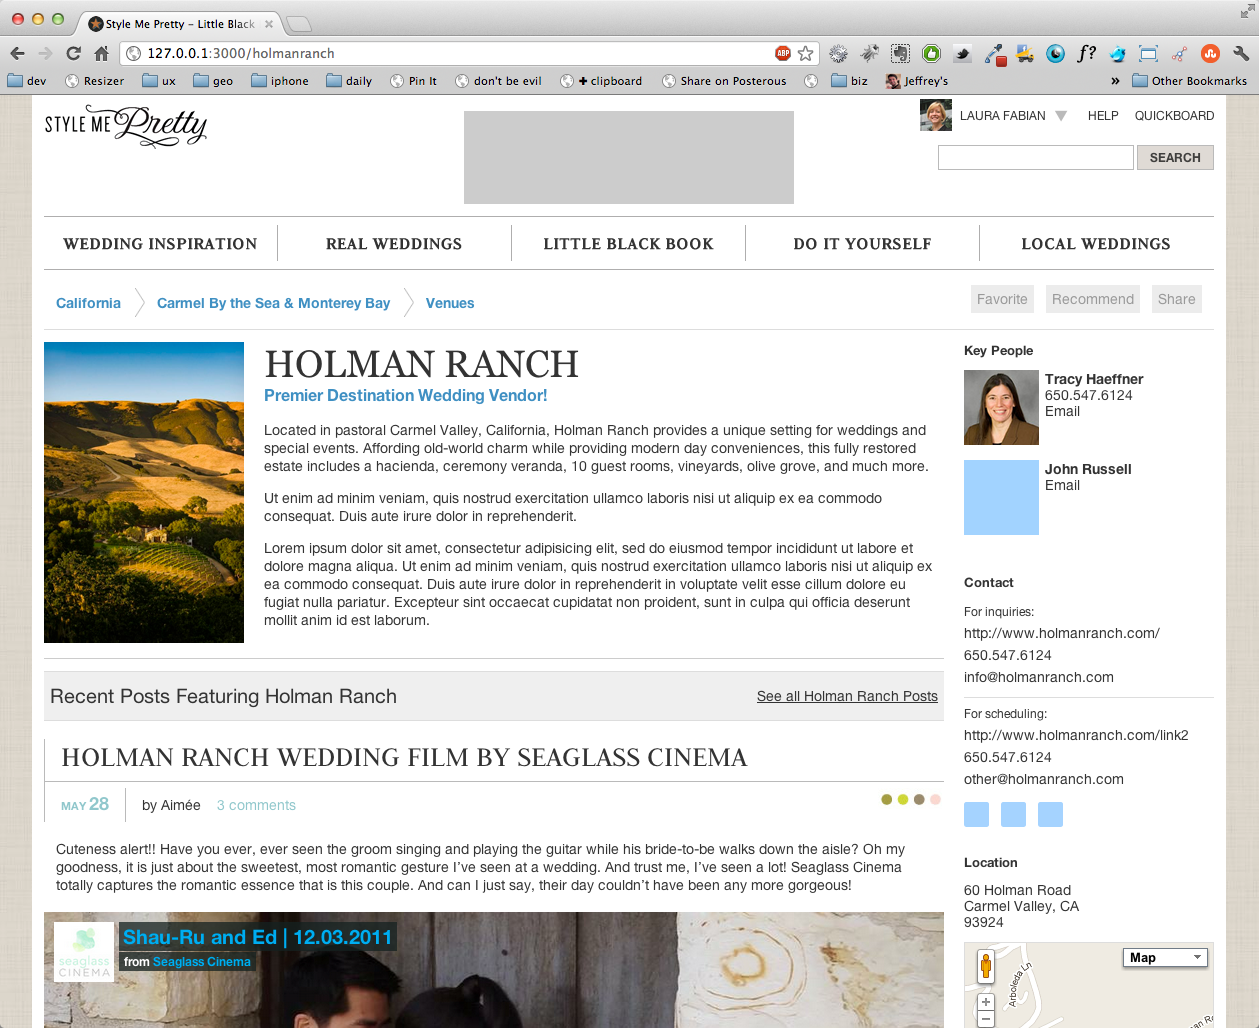 Style Me Pretty – Little Black
127.0.0.1:3000/holmanranch
ABP
f?
dev
Resizer
ux
geo
iphone
daily
Pin It
don't be evil
✚ clipboard
Share on Posterous
biz
Jeffrey's
»
Other Bookmarks
STYLE ME Pretty
LAURA FABIAN
HELP
QUICKBOARD
SEARCH
WEDDING INSPIRATION
REAL WEDDINGS
LITTLE BLACK BOOK
DO IT YOURSELF
LOCAL WEDDINGS
California
Carmel By the Sea & Monterey Bay
Venues
Favorite
Recommend
Share
HOLMAN RANCH
Premier Destination Wedding Vendor!
Located in pastoral Carmel Valley, California, Holman Ranch provides a unique setting for weddings and
special events. Affording old-world charm while providing modern day conveniences, this fully restored
estate includes a hacienda, ceremony veranda, 10 guest rooms, vineyards, olive grove, and much more.
Ut enim ad minim veniam, quis nostrud exercitation ullamco laboris nisi ut aliquip ex ea commodo
consequat. Duis aute irure dolor in reprehenderit.
Lorem ipsum dolor sit amet, consectetur adipisicing elit, sed do eiusmod tempor incididunt ut labore et
dolore magna aliqua. Ut enim ad minim veniam, quis nostrud exercitation ullamco laboris nisi ut aliquip ex
ea commodo consequat. Duis aute irure dolor in reprehenderit in voluptate velit esse cillum dolore eu
fugiat nulla pariatur. Excepteur sint occaecat cupidatat non proident, sunt in culpa qui officia deserunt
mollit anim id est laborum.
Recent Posts Featuring Holman Ranch
See all Holman Ranch Posts
HOLMAN RANCH WEDDING FILM BY SEAGLASS CINEMA
MAY 28
by Aimée
3 comments
Cuteness alert!! Have you ever, ever seen the groom singing and playing the guitar while his bride-to-be walks down the aisle? Oh my
goodness, it is just about the sweetest, most romantic gesture I've seen at a wedding. And trust me, I've seen a lot! Seaglass Cinema
totally captures the romantic essence that is this couple. And can I just say, their day couldn't have been any more gorgeous!
seaglass
CINEMA
Shau-Ru and Ed | 12.03.2011
from Seaglass Cinema
Key People
Tracy Haeffner
650.547.6124
Email
John Russell
Email
Contact
For inquiries:
http://www.holmanranch.com/
650.547.6124
info@holmanranch.com
For scheduling:
http://www.holmanranch.com/link2
650.547.6124
other@holmanranch.com
Location
60 Holman Road
Carmel Valley, CA
93924
Map
Arboleda Ln